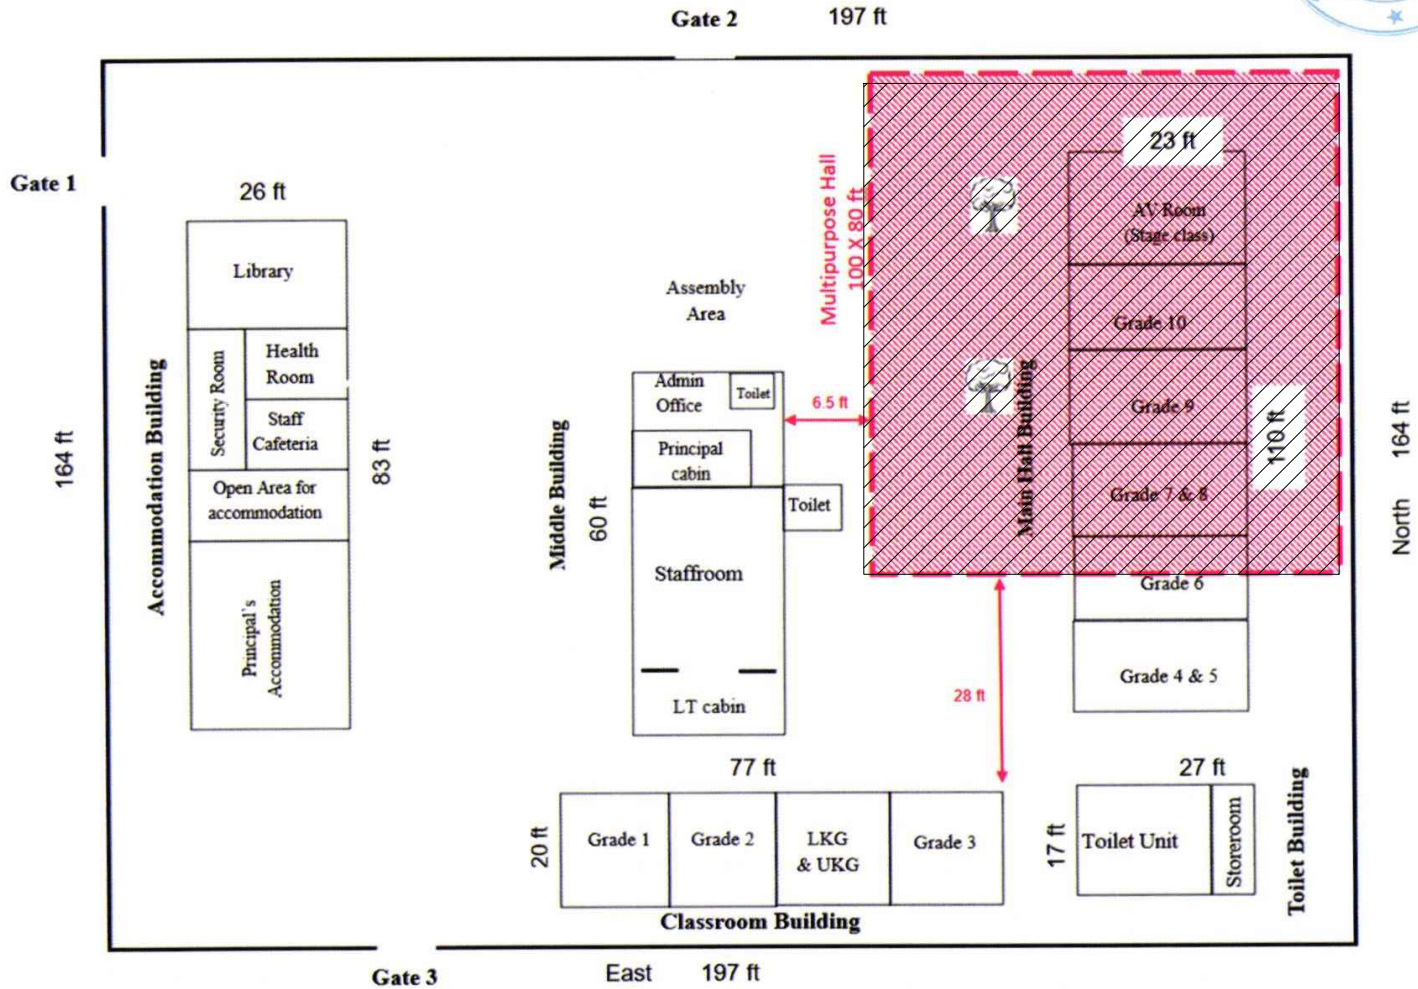 Gate 2
197 ft
Gate 1
26 ft
Library
Security Room
Health
Room
Staff
Cafeteria
Open Area for
accommodation
Principal`s
Accommodation
Accommodation Building
164 ft
83 ft
Assembly
Area
Admin
Office
Toilet
Principal
cabin
Toilet
Staffroom
LT cabin
Middle Building
60 ft
6.5 ft
Multipurpose Hall
100 X 80 ft
23 ft
AV Room
(Stage class)
Grade 10
Grade 9
Grade 7 & 8
Grade 6
Grade 4 & 5
Main Hall Building
110 ft
164 ft
North
28 ft
77 ft
20 ft
Grade 1
Grade 2
LKG
& UKG
Grade 3
Classroom Building
27 ft
17 ft
Toilet Unit
Storeroom
Toilet Building
Gate 3
East
197 ft